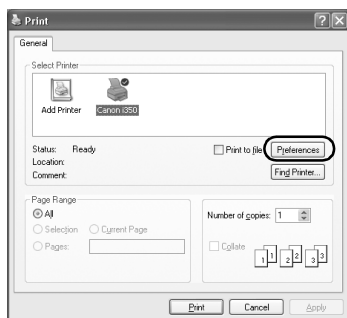 Print
General
Select Printer
Add Printer
Canon i350
Status: Ready
Location:
Comment:
Print to file
Preferences
Find Printer...
Page Range
All
Selection
Current Page
Pages:
Number of copies: 1
Collate
1 1 2 2 3 3
Print
Cancel
Apply